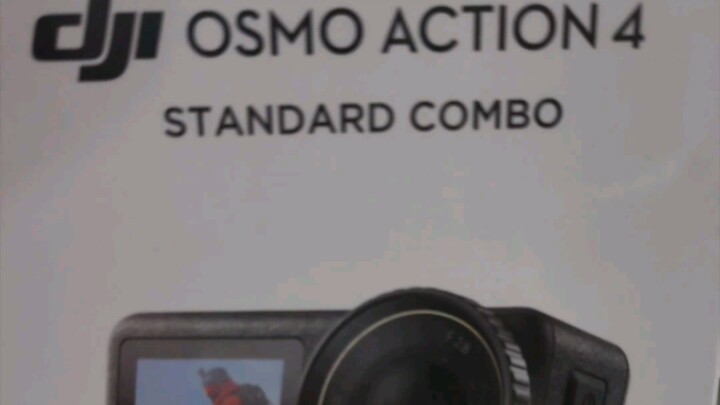 dji OSMO ACTION 4
STANDARD COMBO